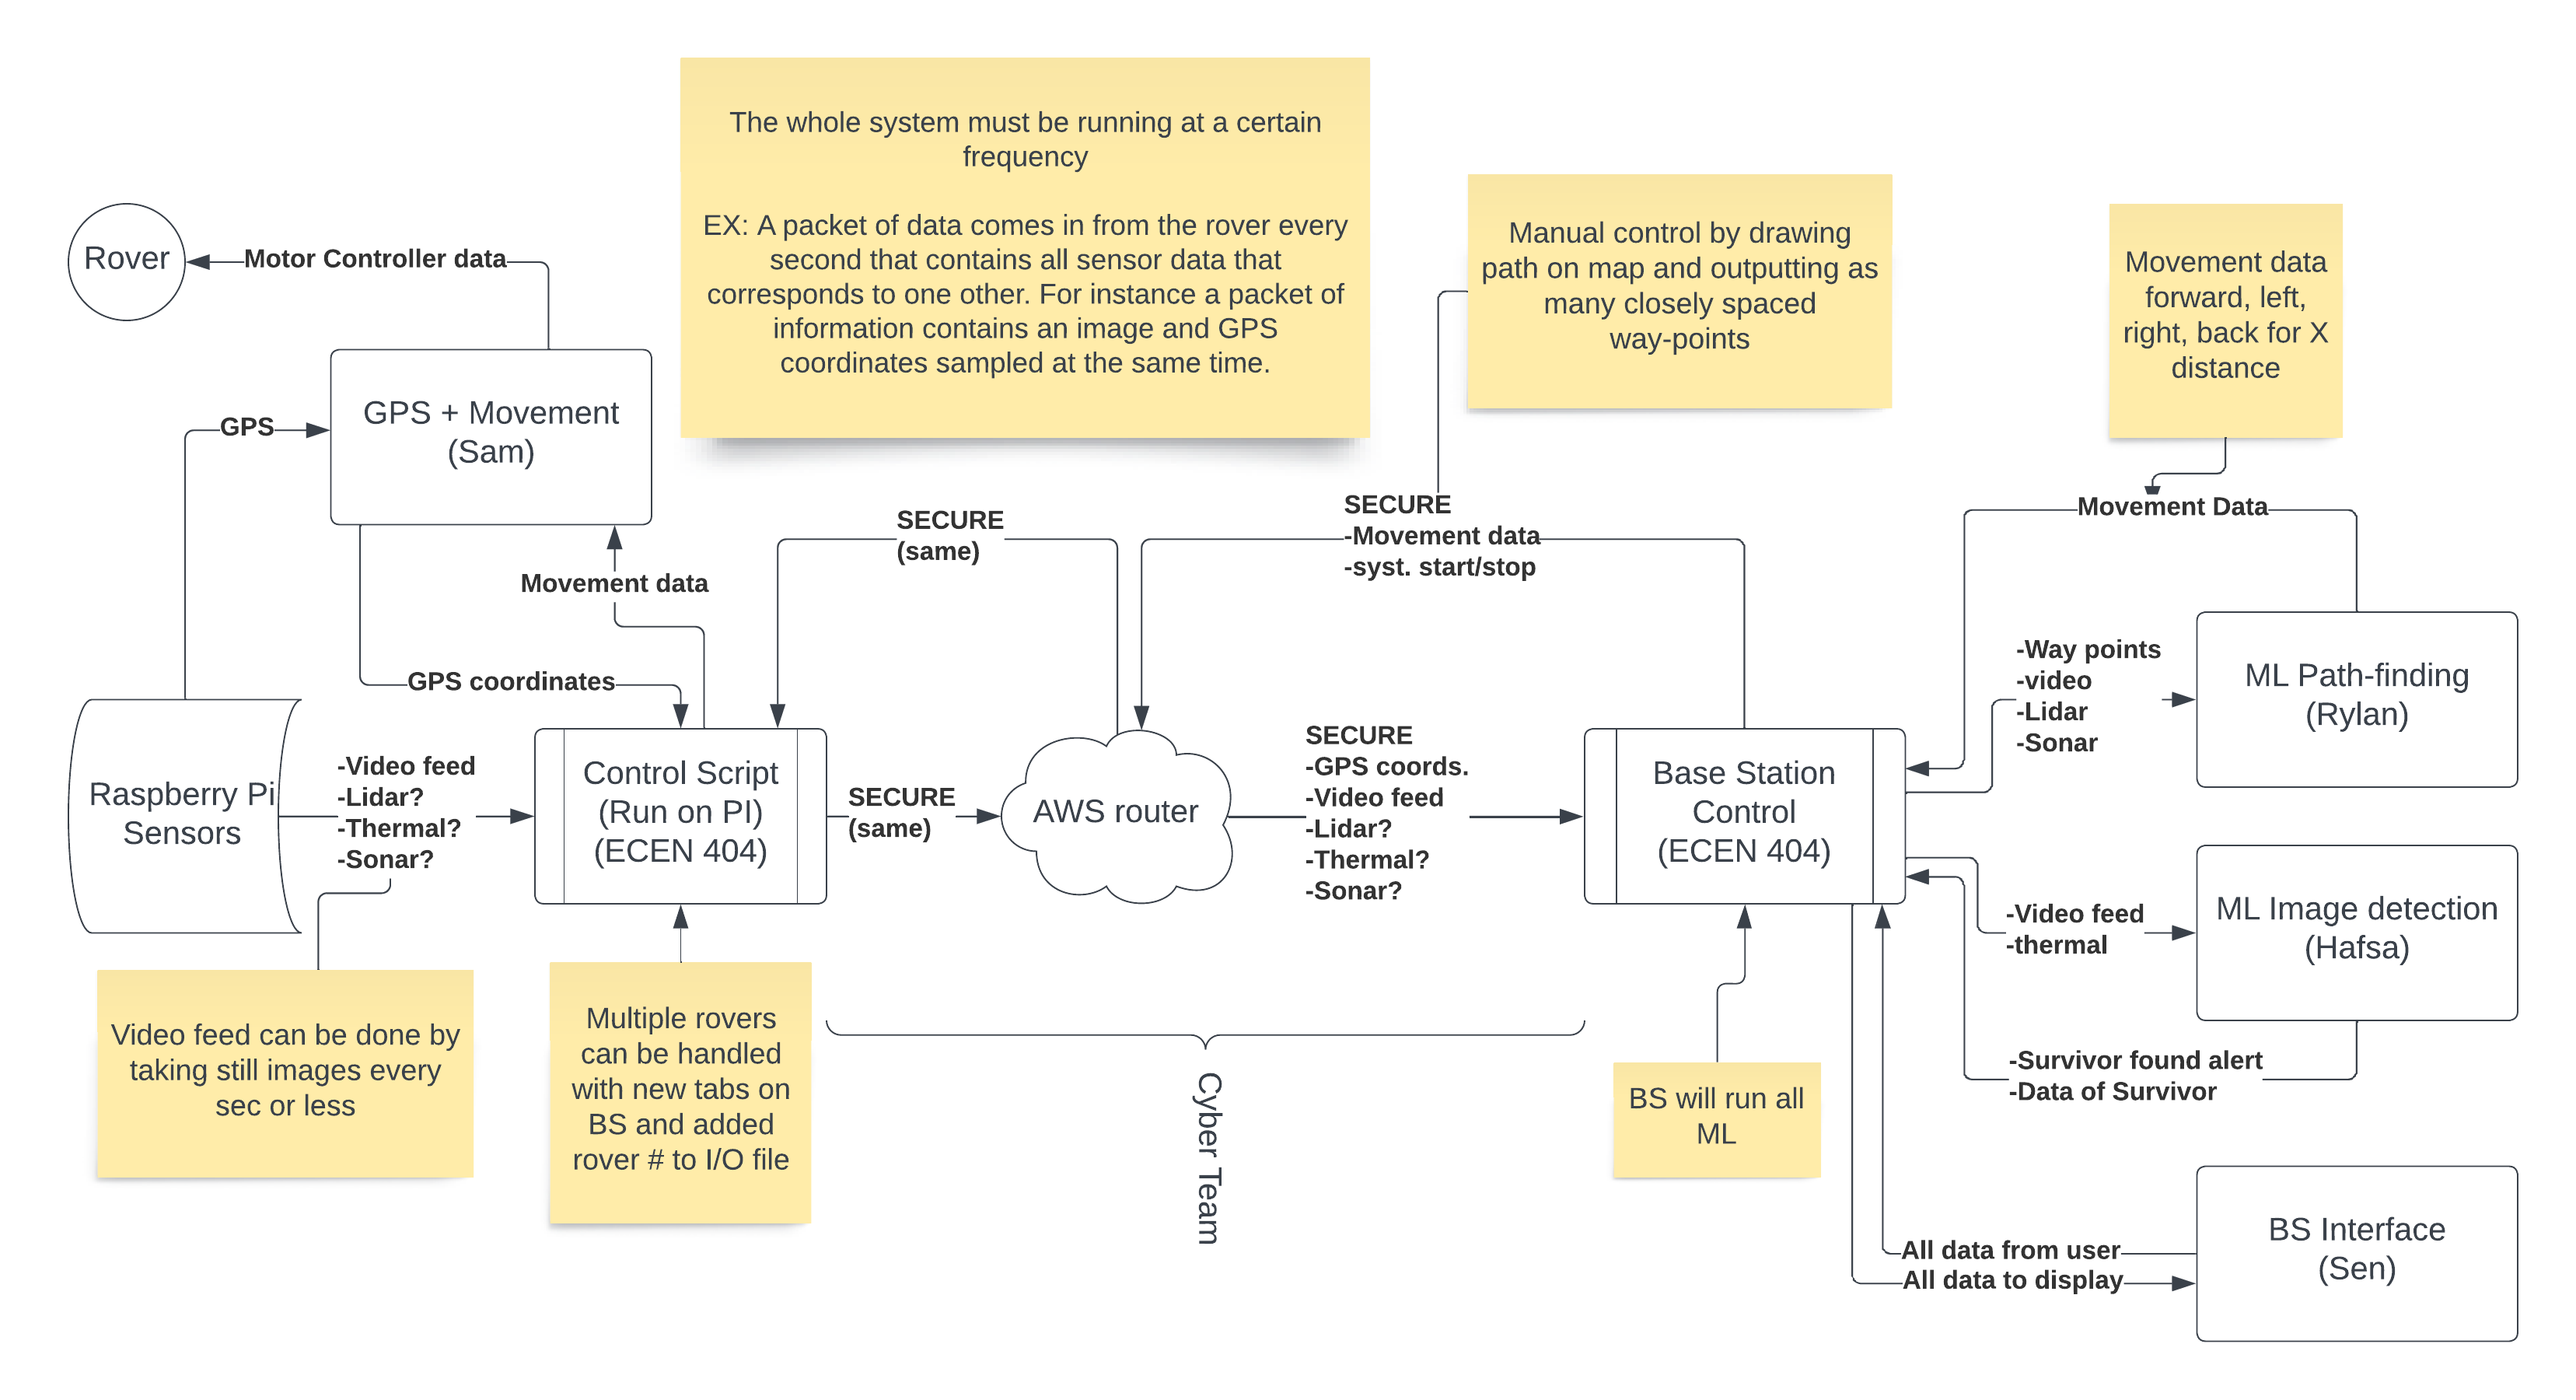 The whole system must be running at a certain
frequency
EX: A packet of data comes in from the rover every
second that contains all sensor data that
corresponds to one other. For instance a packet of
information contains an image and GPS
coordinates sampled at the same time.
Manual control by drawing
path on map and outputting as
many closely spaced
way-points
Movement data
forward, left,
right, back for X
distance
Rover
Motor Controller data
GPS
GPS + Movement
(Sam)
SECURE
(same)
SECURE
-Movement data
-syst. start/stop
Movement Data
Movement data
GPS coordinates
-Way points
-video
-Lidar
-Sonar
ML Path-finding
(Rylan)
Raspberry Pi
Sensors
-Video feed
-Lidar?
-Thermal?
-Sonar?
Control Script
(Run on PI)
(ECEN 404)
SECURE
(same)
AWS router
SECURE
-GPS coords.
-Video feed
-Lidar?
-Thermal?
-Sonar?
Base Station
Control
(ECEN 404)
-Video feed
-thermal
ML Image detection
(Hafsa)
Video feed can be done by
taking still images every
sec or less
Multiple rovers
can be handled
with new tabs on
BS and added
rover # to I/O file
Cyber Team
BS will run all
ML
-Survivor found alert
-Data of Survivor
All data from user
All data to display
BS Interface
(Sen)